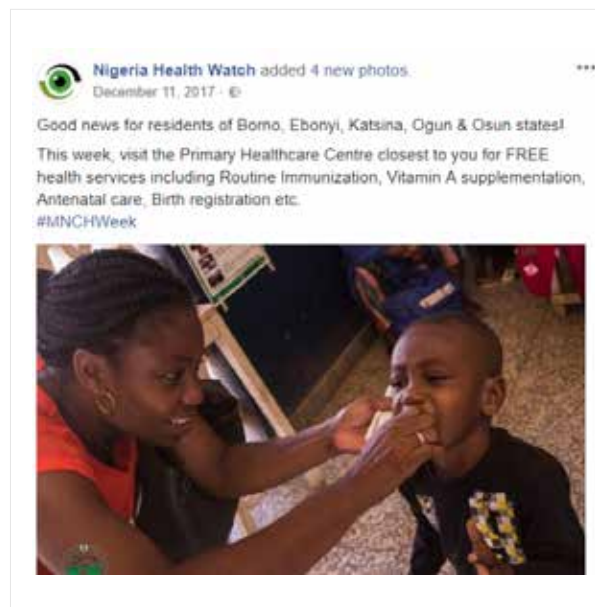 Nigeria Health Watch added 4 new photos.
December 11, 2017 ·
Good news for residents of Borno, Ebonyi, Katsina, Ogun & Osun states!
This week, visit the Primary Healthcare Centre closest to you for FREE
health services including Routine Immunization, Vitamin A supplementation,
Antenatal care, Birth registration etc.
#MNCHWeek